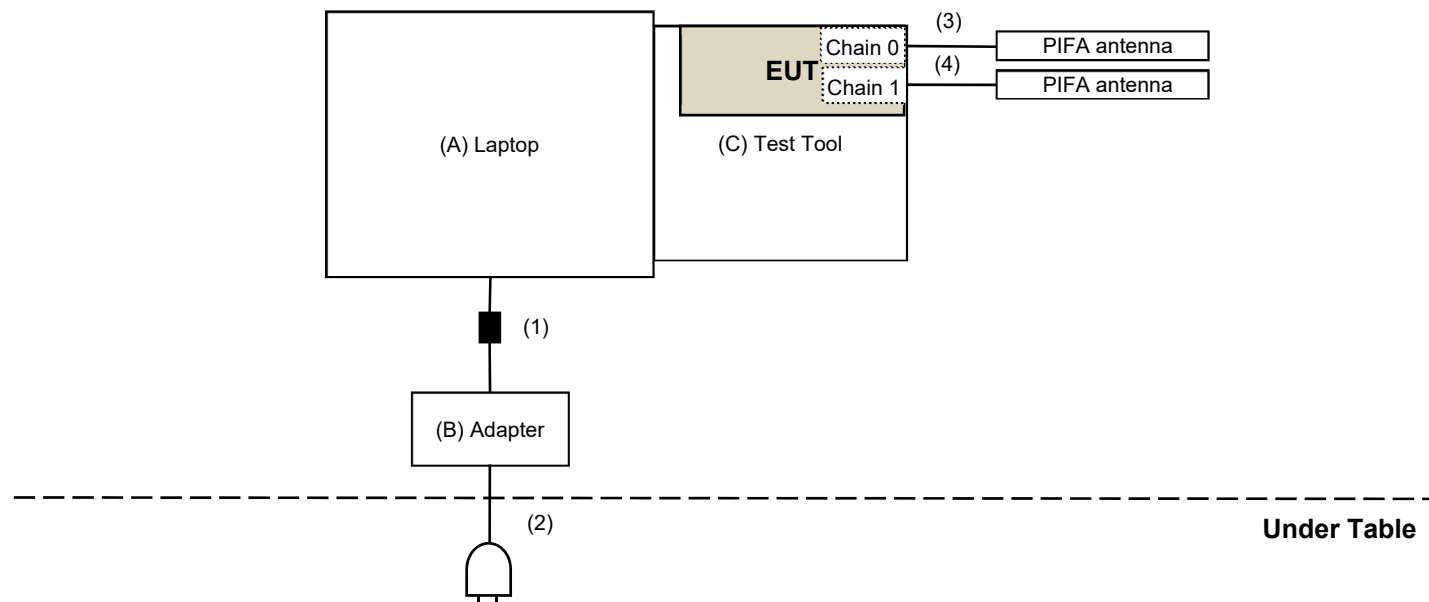 (3)
PIFA antenna
Chain 0
EUT
(4)
PIFA antenna
Chain 1
(A) Laptop
(C) Test Tool
(1)
(B) Adapter
(2)
Under Table